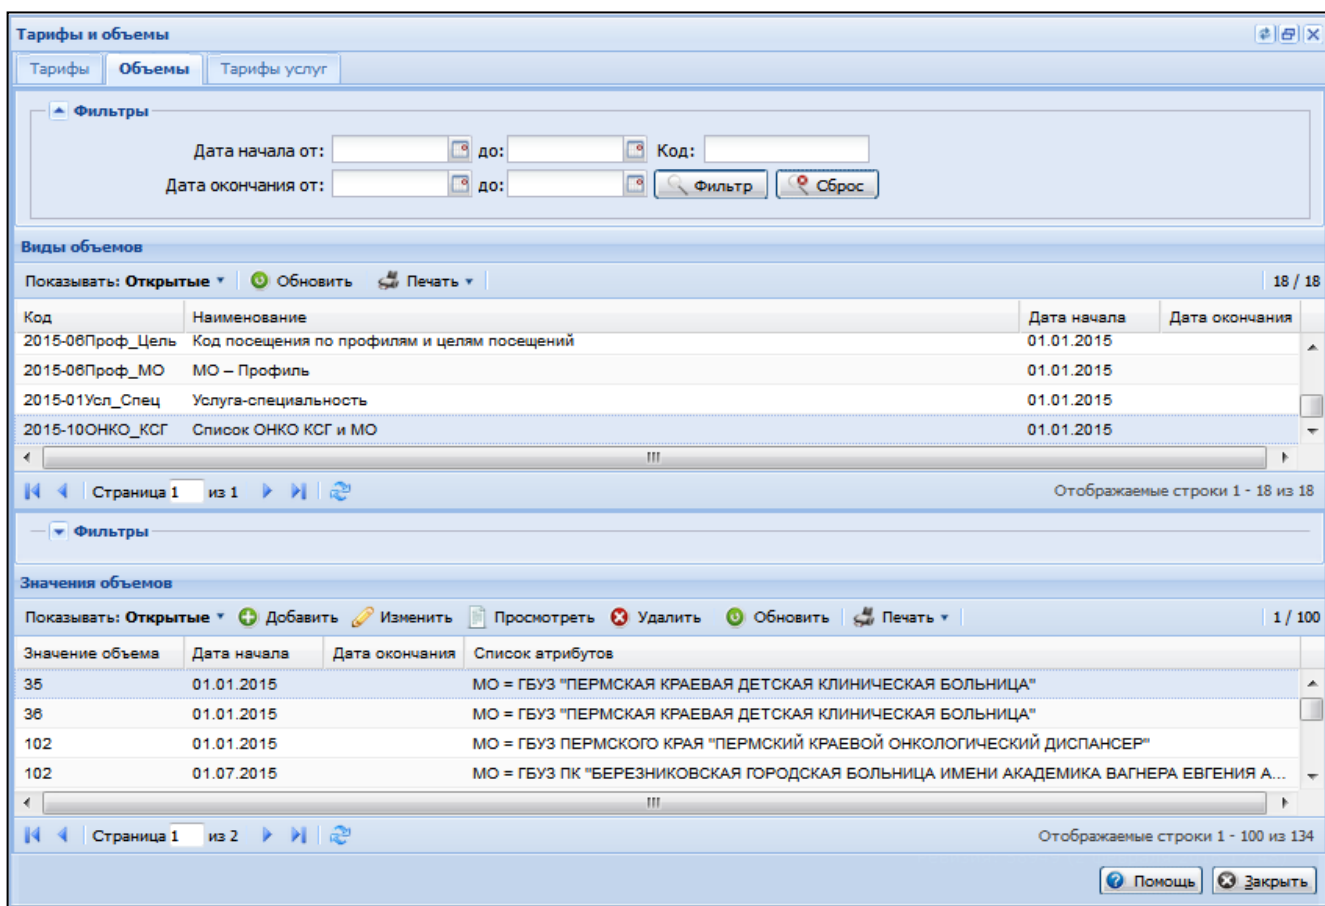 Тарифы и объемы
Тарифы Объемы Тарифы услуг
Фильтры
Дата начала от: до: Код:
Дата окончания от: до: Фильтр Сброс
Виды объемов
Показывать: Открытые Обновить Печать 18 / 18
Код Наименование Дата начала Дата окончания
2015-06Проф_Цель Код посещения по профилям и целям посещений 01.01.2015
2015-06Проф_МО МО – Профиль 01.01.2015
2015-01Усл_Спец Услуга-специальность 01.01.2015
2015-10ОНКО_КСГ Список ОНКО КСГ и МО 01.01.2015
Страница 1 из 1 Отображаемые строки 1 - 18 из 18
Фильтры
Значения объемов
Показывать: Открытые Добавить Изменить Просмотреть Удалить Обновить Печать 1 / 100
Значение объема Дата начала Дата окончания Список атрибутов
35 01.01.2015 МО = ГБУЗ "ПЕРМСКАЯ КРАЕВАЯ ДЕТСКАЯ КЛИНИЧЕСКАЯ БОЛЬНИЦА"
36 01.01.2015 МО = ГБУЗ "ПЕРМСКАЯ КРАЕВАЯ ДЕТСКАЯ КЛИНИЧЕСКАЯ БОЛЬНИЦА"
102 01.01.2015 МО = ГБУЗ ПЕРМСКОГО КРАЯ "ПЕРМСКИЙ КРАЕВОЙ ОНКОЛОГИЧЕСКИЙ ДИСПАНСЕР"
102 01.07.2015 МО = ГБУЗ ПК "БЕРЕЗНИКОВСКАЯ ГОРОДСКАЯ БОЛЬНИЦА ИМЕНИ АКАДЕМИКА ВАГНЕРА ЕВГЕНИЯ А...
Страница 1 из 2 Отображаемые строки 1 - 100 из 134
Помощь Закрыть